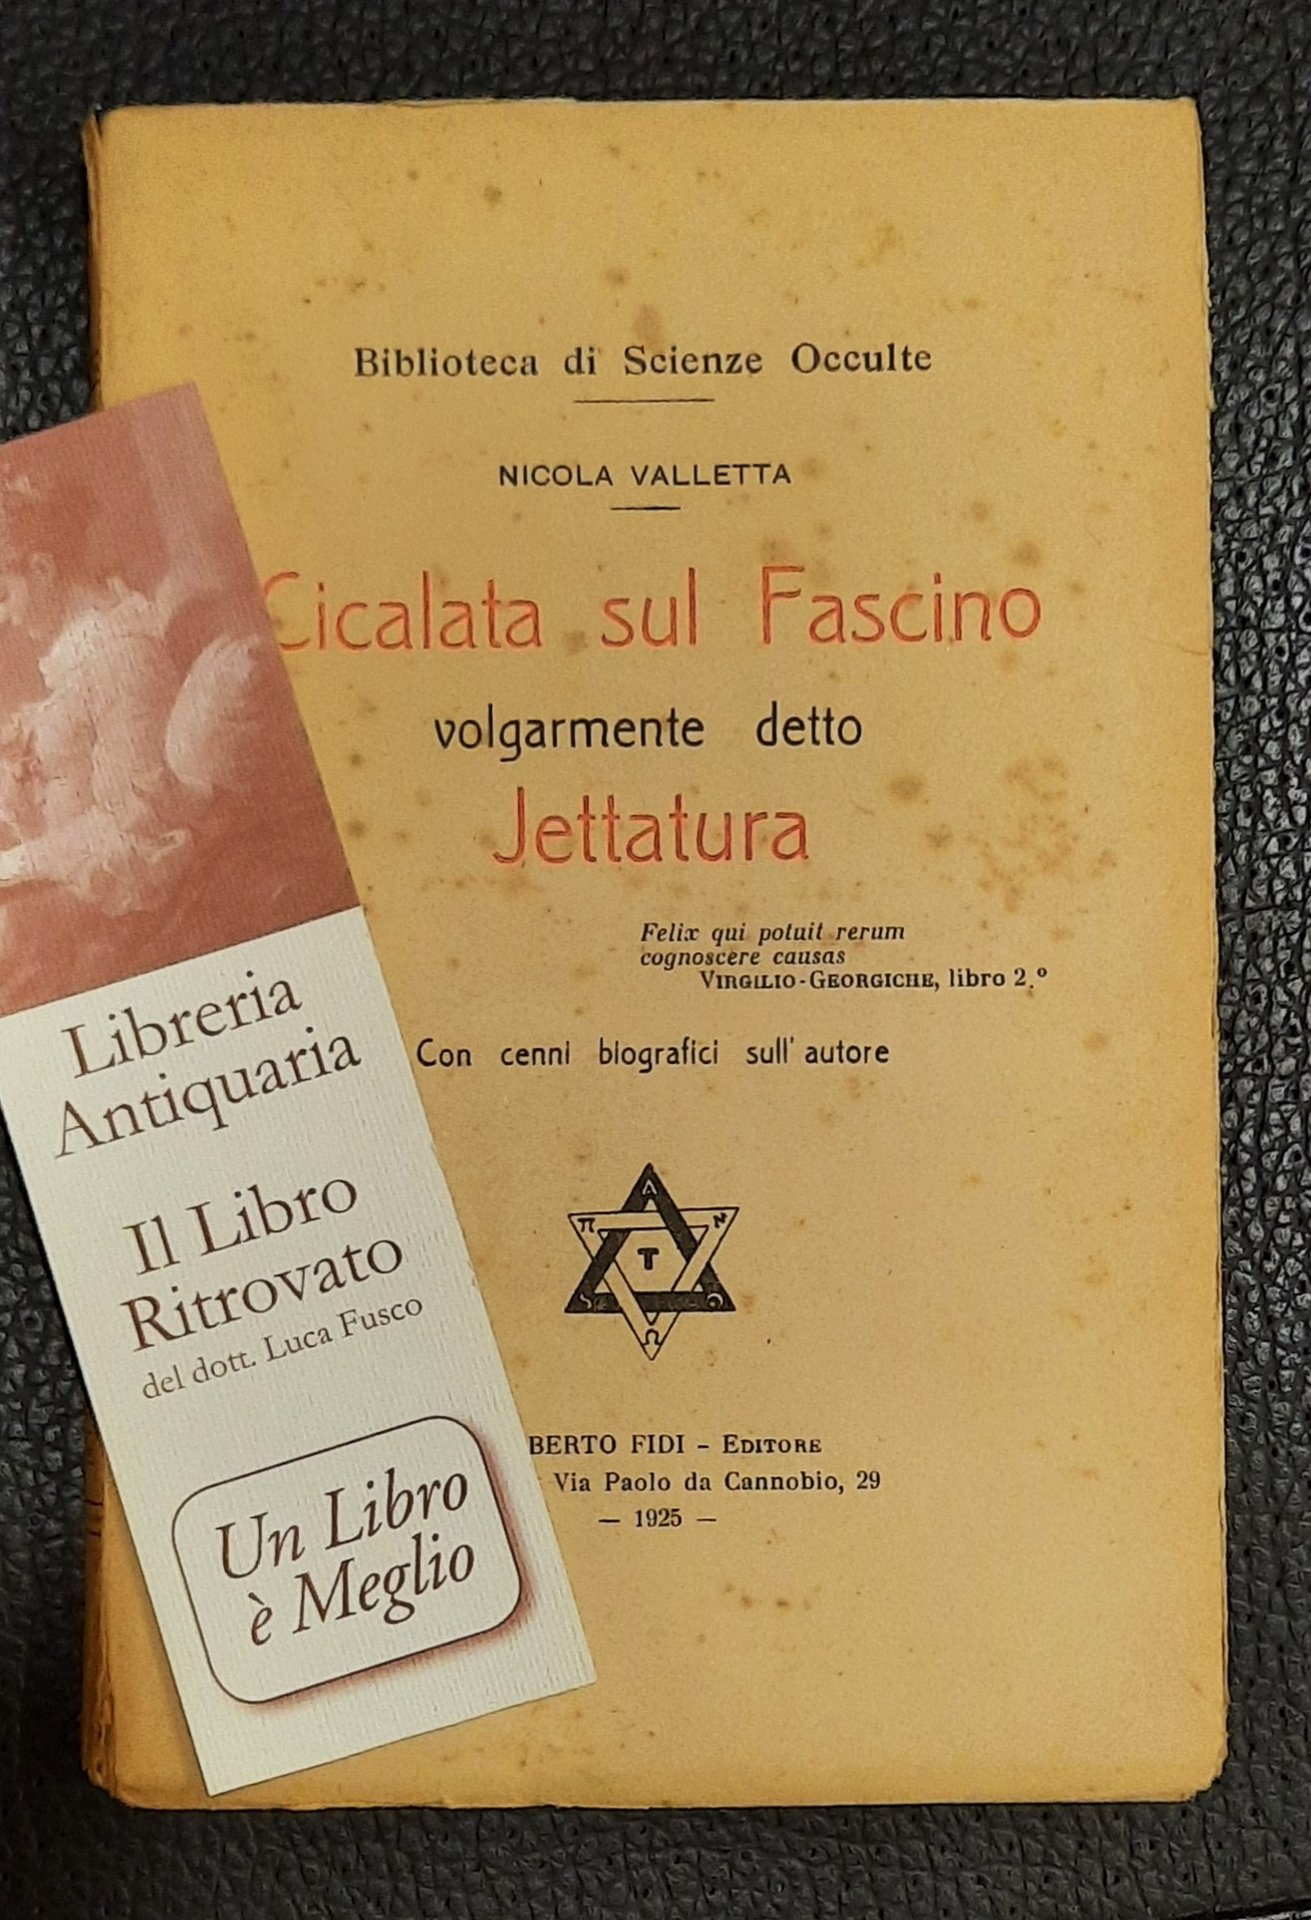 Biblioteca di Scienze Occulte
NICOLA VALLETTA
Cicalata sul Fascino
volgarmente detto
Jettatura
Felix qui potuit rerum
cognoscere causas
VIRGILIO-GEORGICHE, libro 2.º
Con cenni biografici sull'autore
T
BERTO FIDI - EDITORE
Via Paolo da Cannobio, 29
— 1925 —
Libreria
Antiquaria
Il Libro
Ritrovato
del dott. Luca Fusco
Un Libro
è Meglio